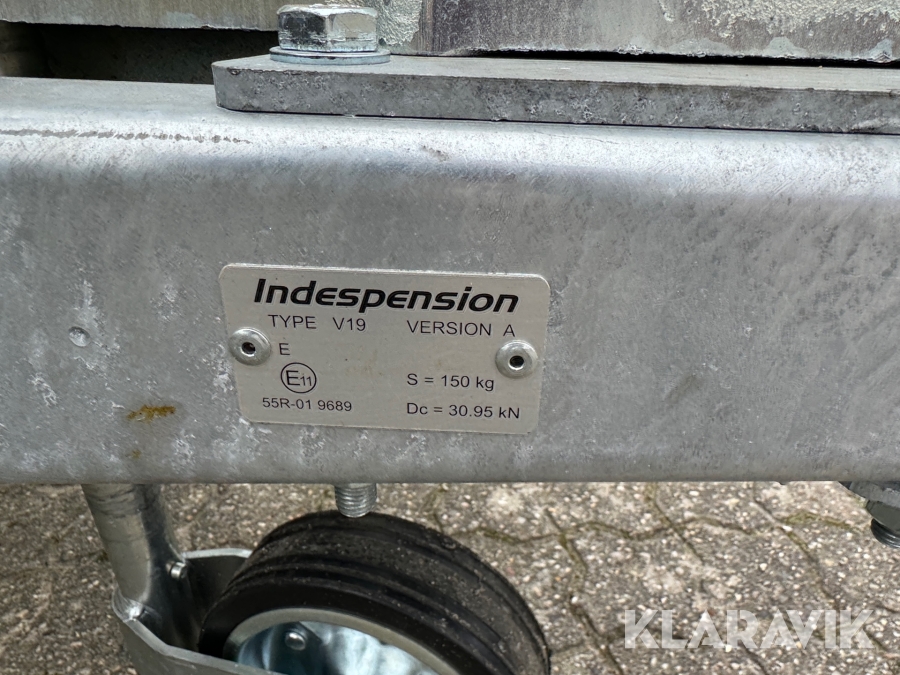 Indespension
TYPE V19 VERSION A
E
E11 S = 150 kg
55R-01 9689 Dc = 30.95 kN
KLARAVIK